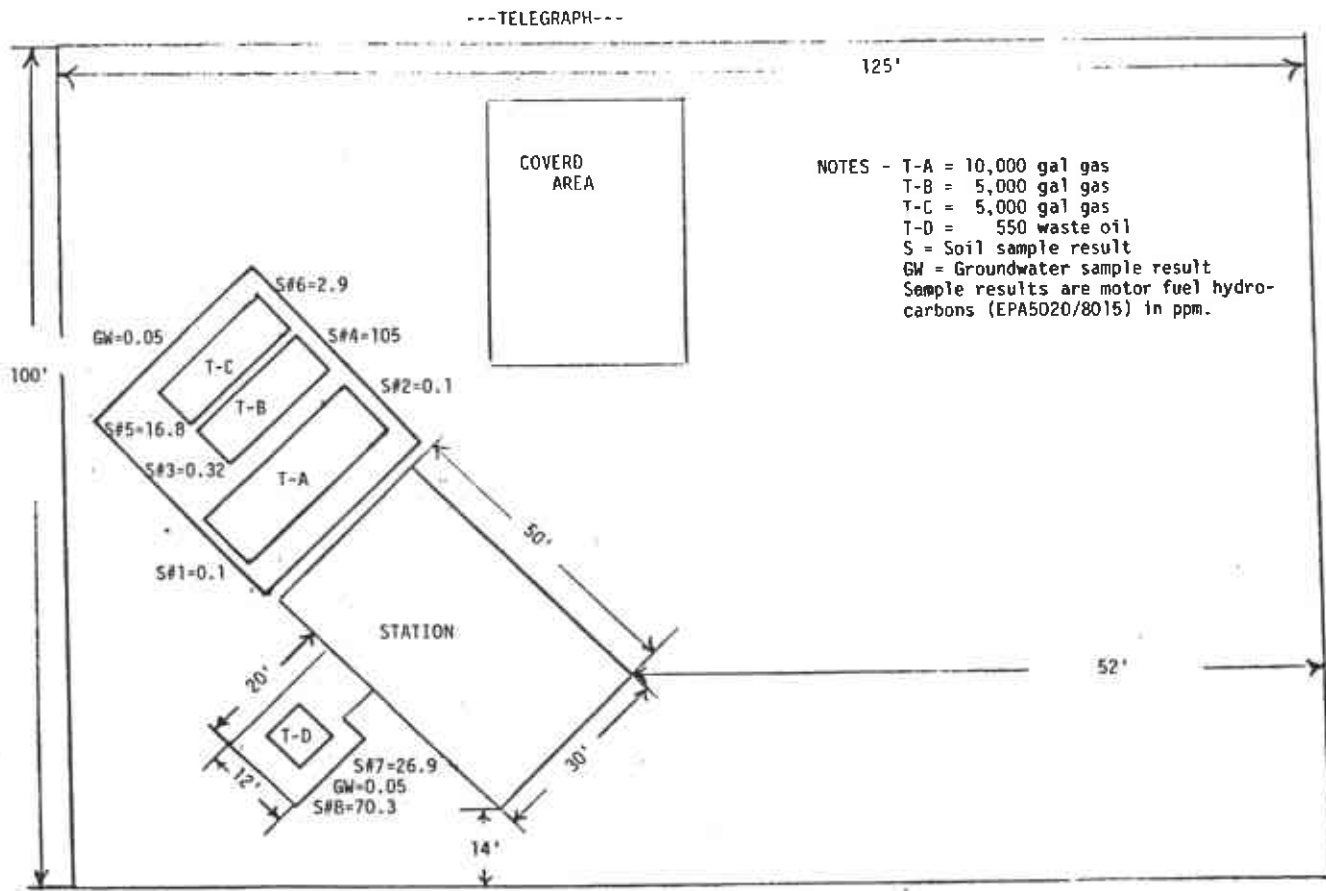 ---TELEGRAPH---
125'
COVERD
AREA
NOTES - T-A = 10,000 gal gas
T-B = 5,000 gal gas
T-C = 5,000 gal gas
T-D = 550 waste oil
S = Soil sample result
GW = Groundwater sample result
Sample results are motor fuel hydro-
carbons (EPA5020/8015) in ppm.
S#6=2.9
GW=0.05
S#4=105
T-C
100'
S#2=0.1
T-B
S#5=16.8
S#3=0.32
T-A
50'
S#1=0.1
STATION
52'
20'
T-D
30'
S#7=26.9
12'
GW=0.05
S#8=70.3
14'